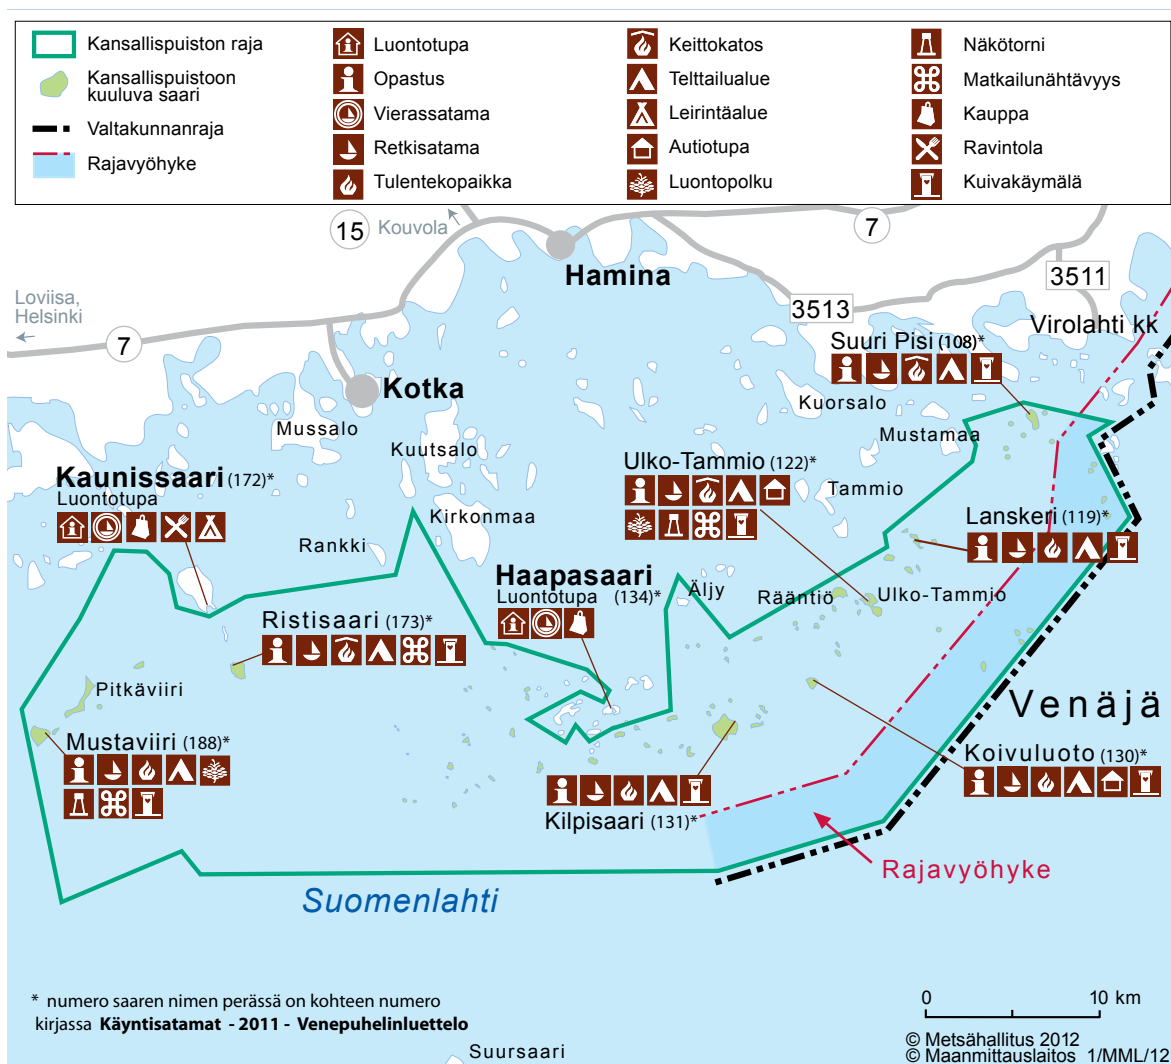 Kansallispuiston raja
Kansallispuistoon
kuuluva saari
Valtakunnanraja
Rajavyöhyke
Luontotupa
Opastus
Vierassatama
Retkisatama
Tulentekopaikka
Keittokatos
Telttailualue
Leirintäalue
Autiotupa
Luontopolku
Näkötorni
Matkailunähtävyys
Kauppa
Ravintola
Kuivakäymälä
15
Kouvola
7
Hamina
3511
Loviisa,
Helsinki
3513
7
Virolahti kk
Suuri Pisi (108)*
Kotka
Kuorsalo
Mussalo
Mustamaa
Kuutsalo
Kaunissaari (172)*
Luontotupa
Ulko-Tammio (122)*
Tammio
Kirkonmaa
Lanskeri (119)*
Rankki
Haapasaari
Luontotupa (134)*
Äljy
Rääntiö
Ulko-Tammio
Ristisaari (173)*
Pitkäviiri
Venäjä
Mustaviiri (188)*
Koivuluoto (130)*
Kilpisaari (131)*
Rajavyöhyke
Suomenlahti
* numero saaren nimen perässä on kohteen numero
kirjassa Käyntisatamat - 2011 - Venepuhelinluettelo
0 10 km
© Metsähallitus 2012
© Maanmittauslaitos 1/MML/12
Suursaari